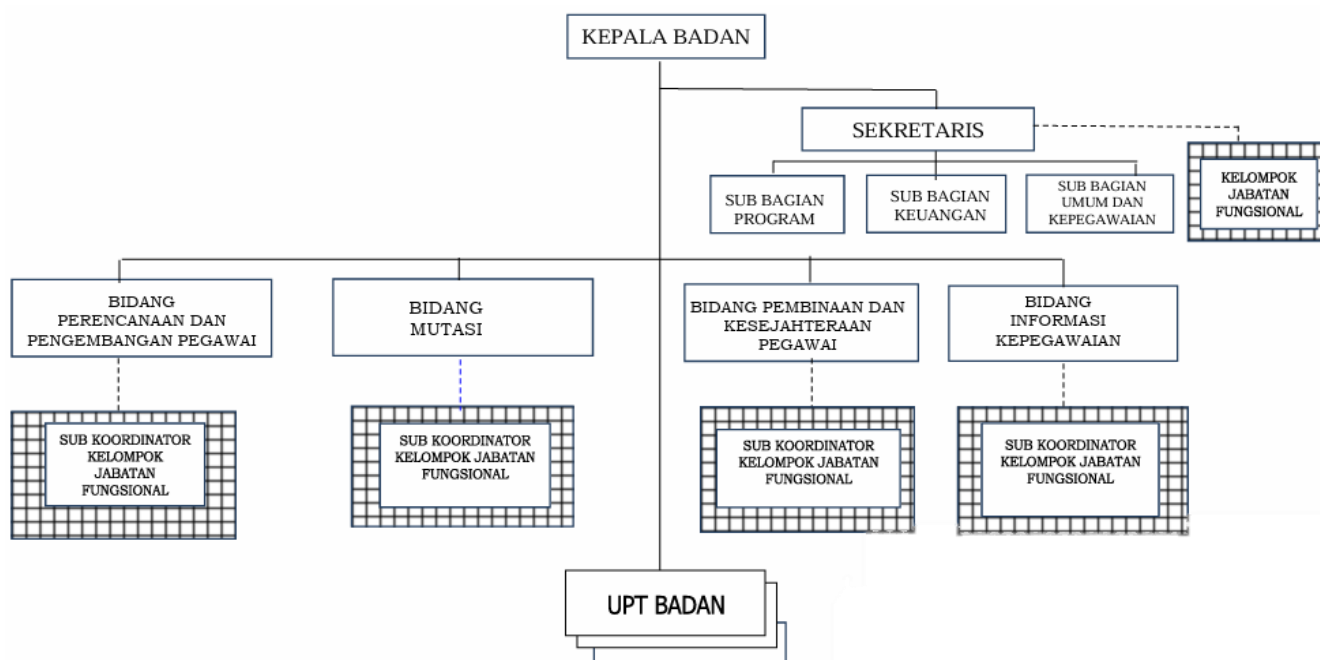 KEPALA BADAN
SEKRETARIS
SUB BAGIAN
PROGRAM
SUB BAGIAN
KEUANGAN
SUB BAGIAN
UMUM DAN
KEPEGAWAIAN
KELOMPOK
JABATAN
FUNGSIONAL
BIDANG
PERENCANAAN DAN
PENGEMBANGAN PEGAWAI
BIDANG
MUTASI
BIDANG PEMBINAAN DAN
KESEJAHTERAAN
PEGAWAI
BIDANG
INFORMASI
KEPEGAWAIAN
SUB KOORDINATOR
KELOMPOK
JABATAN
FUNGSIONAL
SUB KOORDINATOR
KELOMPOK JABATAN
FUNGSIONAL
SUB KOORDINATOR
KELOMPOK JABATAN
FUNGSIONAL
SUB KOORDINATOR
KELOMPOK JABATAN
FUNGSIONAL
UPT BADAN